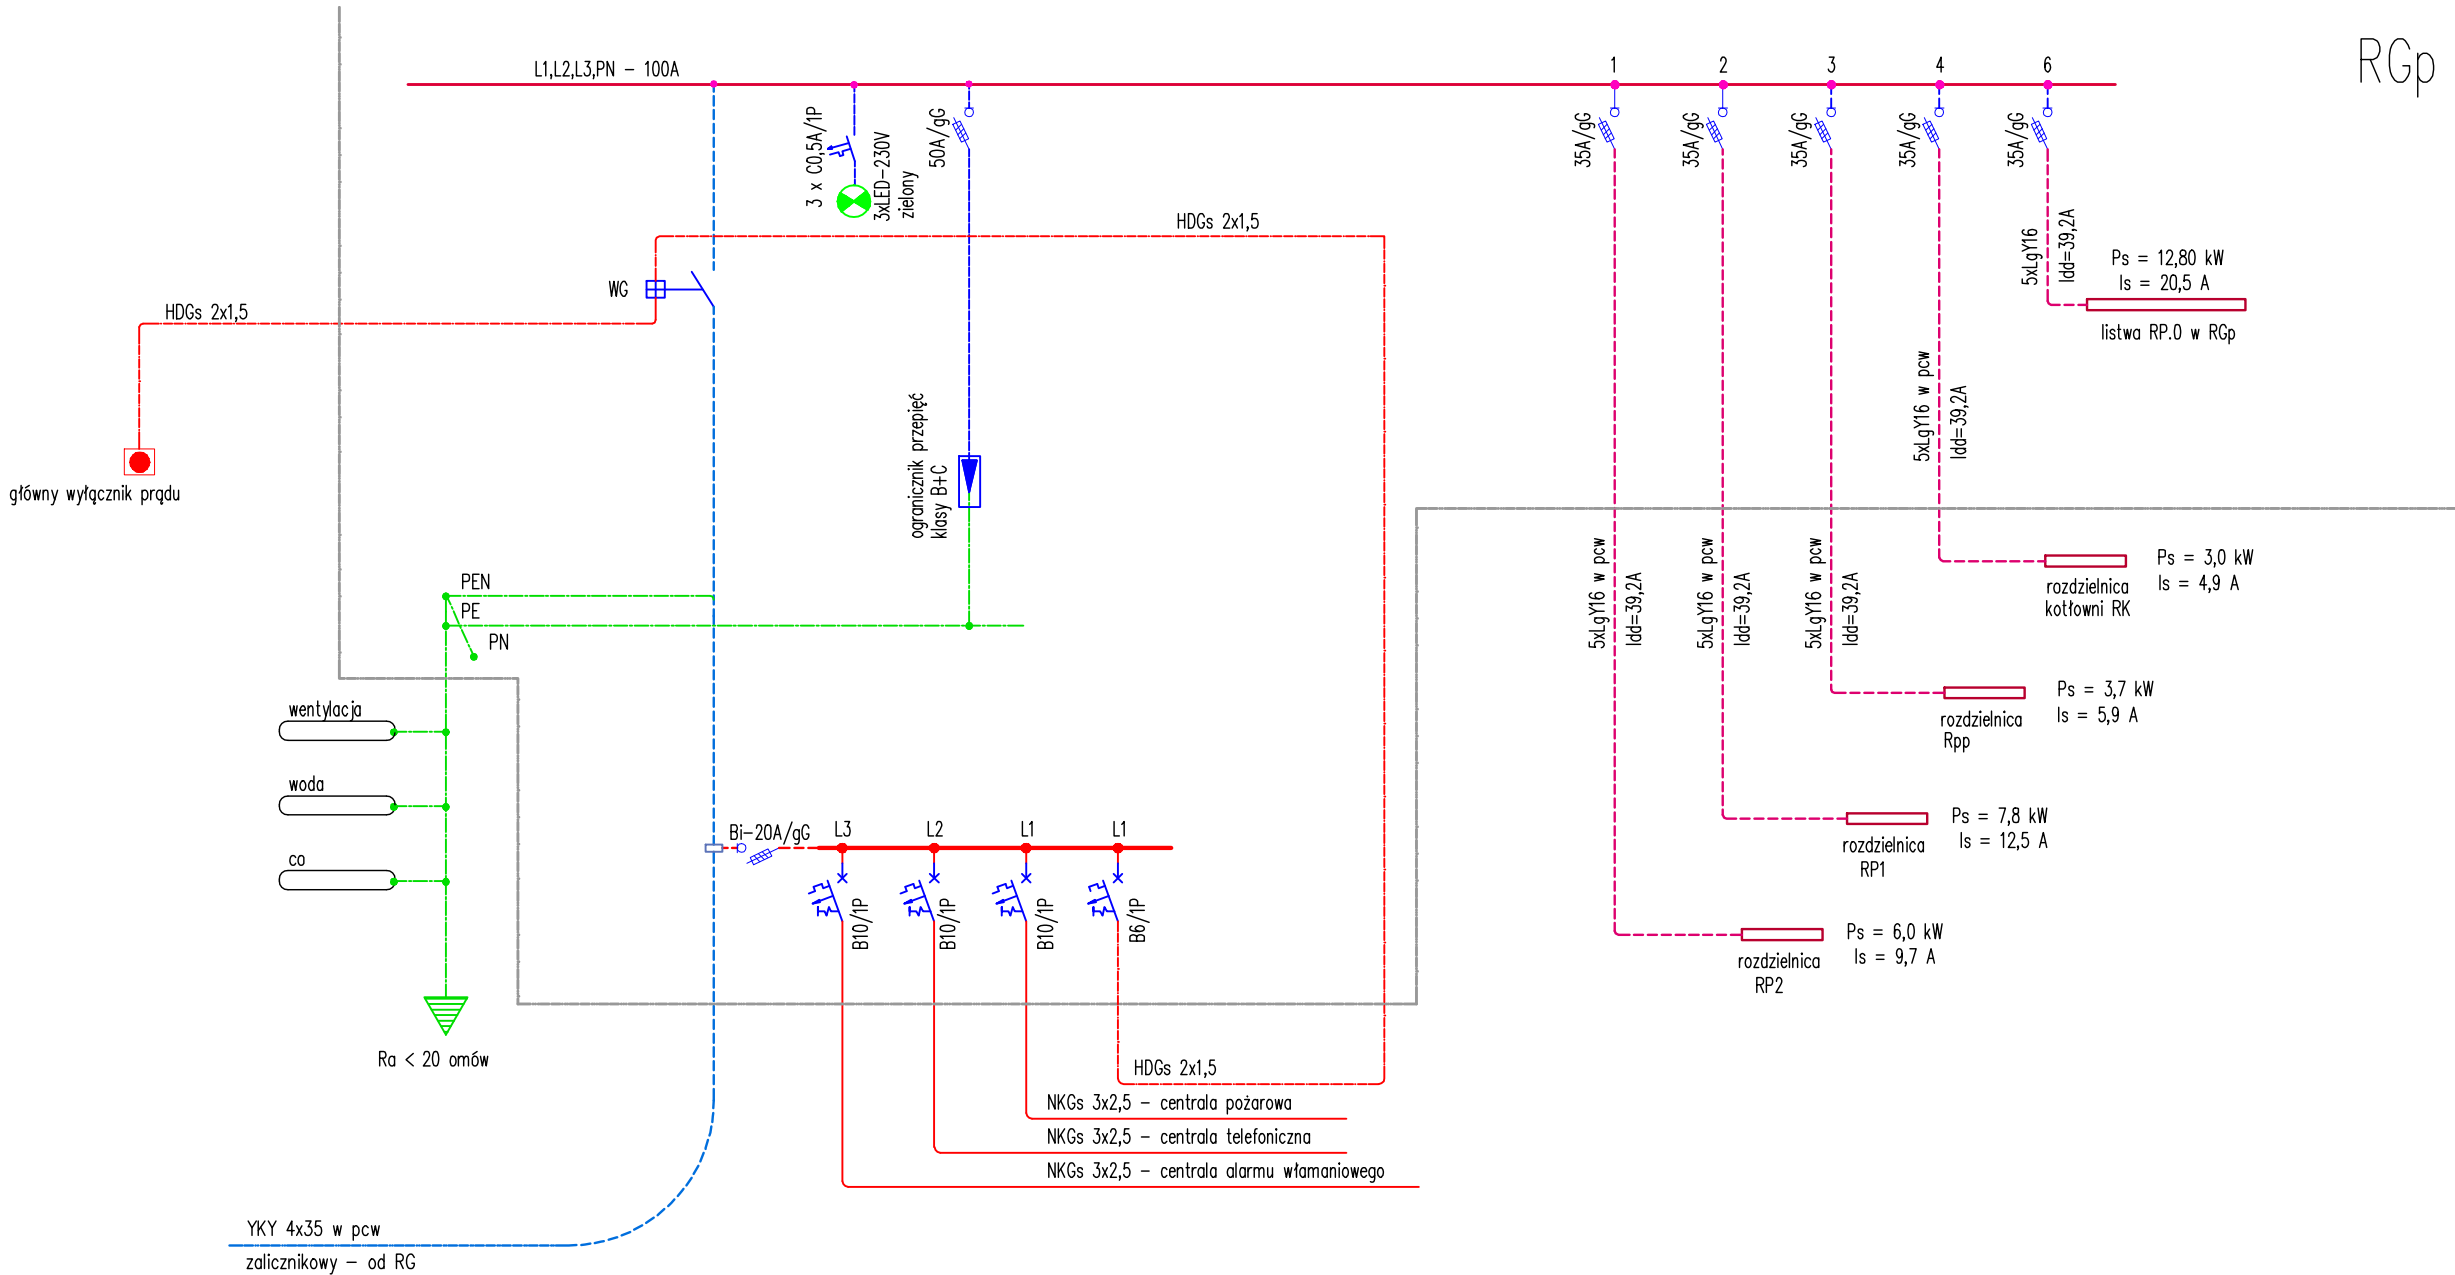 RGp
L1,L2,L3,PN – 100A
1
2
3
4
6
3 x C0,5A/1P
3xLED–230V
zielony
50A/gG
35A/gG
35A/gG
35A/gG
35A/gG
35A/gG
HDGs 2x1,5
WG
HDGs 2x1,5
główny wyłącznik prądu
5xLgY16
Idd=39,2A
Ps = 12,80 kW
Is = 20,5 A
listwa RP.0 w RGp
5xLgY16 w pcw
Idd=39,2A
ogranicznik przepięć
klasy B+C
5xLgY16 w pcw
Idd=39,2A
5xLgY16 w pcw
Idd=39,2A
5xLgY16 w pcw
Idd=39,2A
Ps = 3,0 kW
Is = 4,9 A
rozdzielnica
kotłowni RK
PEN
PE
PN
Ps = 3,7 kW
Is = 5,9 A
rozdzielnica
Rpp
wentylacja
woda
co
Ps = 7,8 kW
Is = 12,5 A
rozdzielnica
RP1
Bi–20A/gG
L3
L2
L1
L1
B10/1P
B10/1P
B10/1P
B6/1P
Ps = 6,0 kW
Is = 9,7 A
rozdzielnica
RP2
Ra < 20 omów
HDGs 2x1,5
NKGs 3x2,5 – centrala pożarowa
NKGs 3x2,5 – centrala telefoniczna
NKGs 3x2,5 – centrala alarmu włamaniowego
YKY 4x35 w pcw
zalicznikowy – od RG